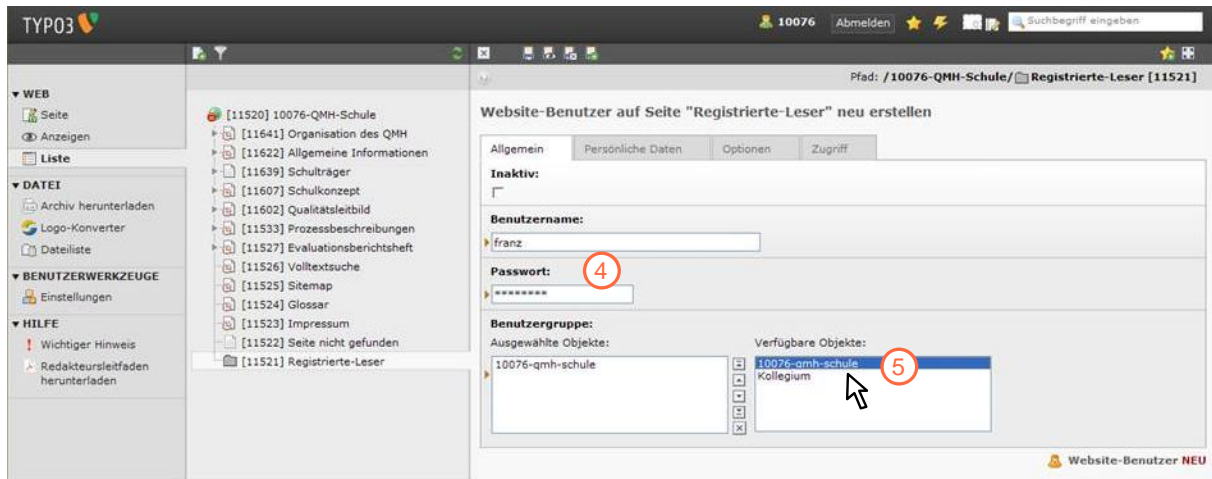 TYPO3
10076
Abmelden
Suchbegriff eingeben
Pfad: /10076-QMH-Schule/ Registrierte-Leser [11521]
WEB
Seite
Anzeigen
Liste
DATEI
Archiv herunterladen
Logo-Konverter
Dateiliste
BENUTZERWERKZEUGE
Einstellungen
HILFE
Wichtiger Hinweis
Redakteursleitfaden
herunterladen
[11520] 10076-QMH-Schule
[11641] Organisation des QMH
[11622] Allgemeine Informationen
[11639] Schulträger
[11607] Schulkonzept
[11602] Qualitätsleitbild
[11533] Prozessbeschreibungen
[11527] Evaluationsberichtsheft
[11526] Volltextsuche
[11525] Sitemap
[11524] Glossar
[11523] Impressum
[11522] Seite nicht gefunden
[11521] Registrierte-Leser
Website-Benutzer auf Seite "Registrierte-Leser" neu erstellen
Allgemein Persönliche Daten Optionen Zugriff
Inaktiv:
Benutzername:
franz
Passwort:
********
4
Benutzergruppe:
Ausgewählte Objekte: Verfügbare Objekte:
10076-qmh-schule 10076-qmh-schule
Kollegium
5
Website-Benutzer NEU